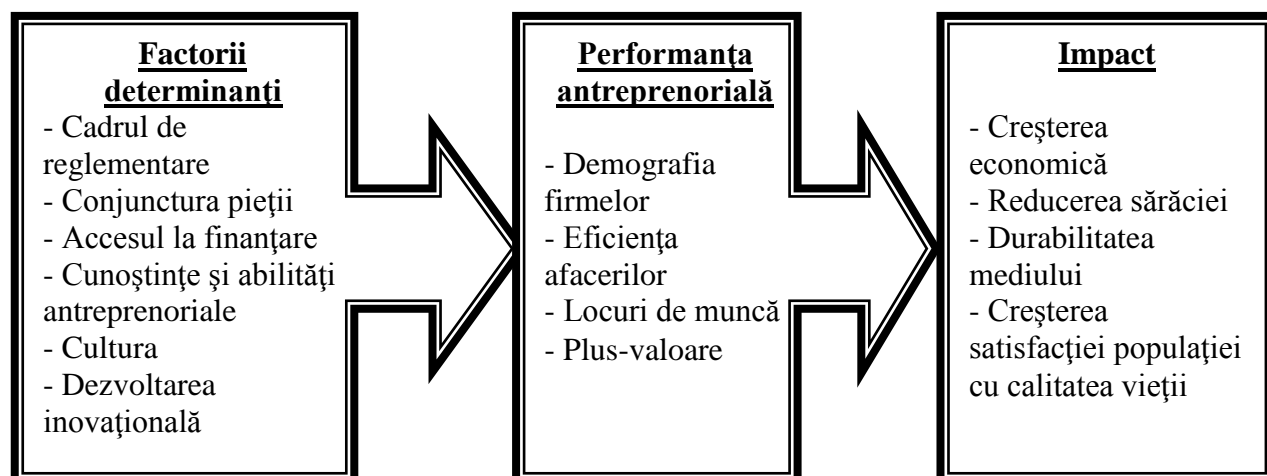 Factorii
determinanţi
- Cadrul de
reglementare
- Conjunctura pieţii
- Accesul la finanţare
- Cunoştinţe şi abilităţi
antreprenoriale
- Cultura
- Dezvoltarea
inovaţională
Performanţa
antreprenorială
- Demografia
firmelor
- Eficienţa
afacerilor
- Locuri de muncă
- Plus-valoare
Impact
- Creşterea
economică
- Reducerea sărăciei
- Durabilitatea
mediului
- Creşterea
satisfacţiei populaţiei
cu calitatea vieţii